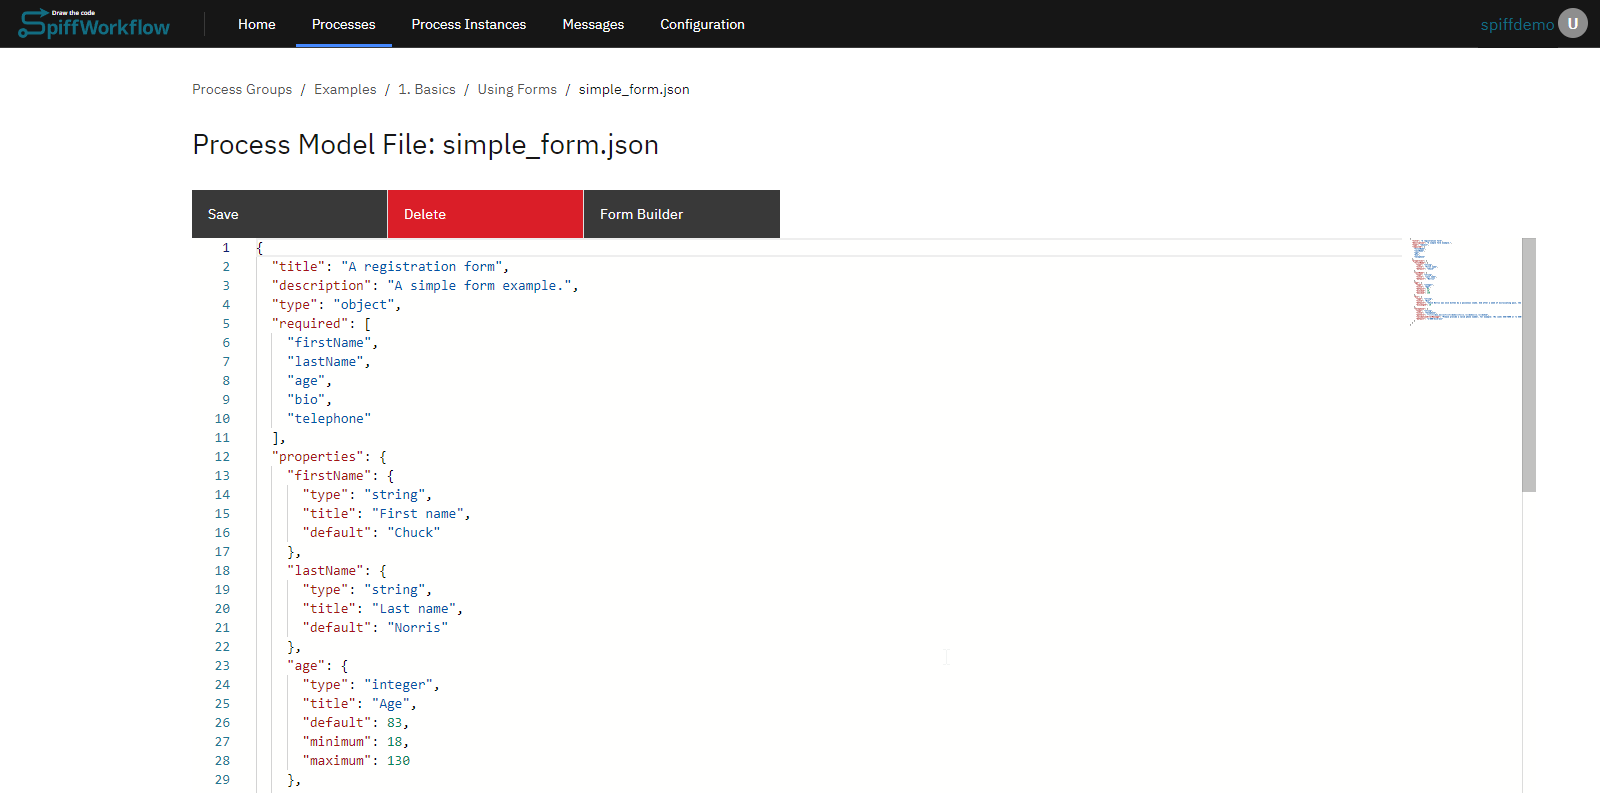 Draw the code
SpiffWorkflow
Home
Processes
Process Instances
Messages
Configuration
spiffdemo
U
Process Groups / Examples / 1. Basics / Using Forms / simple_form.json
Process Model File: simple_form.json
Save
Delete
Form Builder
1 {
2 "title": "A registration form",
3 "description": "A simple form example.",
4 "type": "object",
5 "required": [
6 "firstName",
7 "lastName",
8 "age",
9 "bio",
10 "telephone"
11 ],
12 "properties": {
13 "firstName": {
14 "type": "string",
15 "title": "First name",
16 "default": "Chuck"
17 },
18 "lastName": {
19 "type": "string",
20 "title": "Last name",
21 "default": "Norris"
22 },
23 "age": {
24 "type": "integer",
25 "title": "Age",
26 "default": 83,
27 "minimum": 18,
28 "maximum": 130
29 },